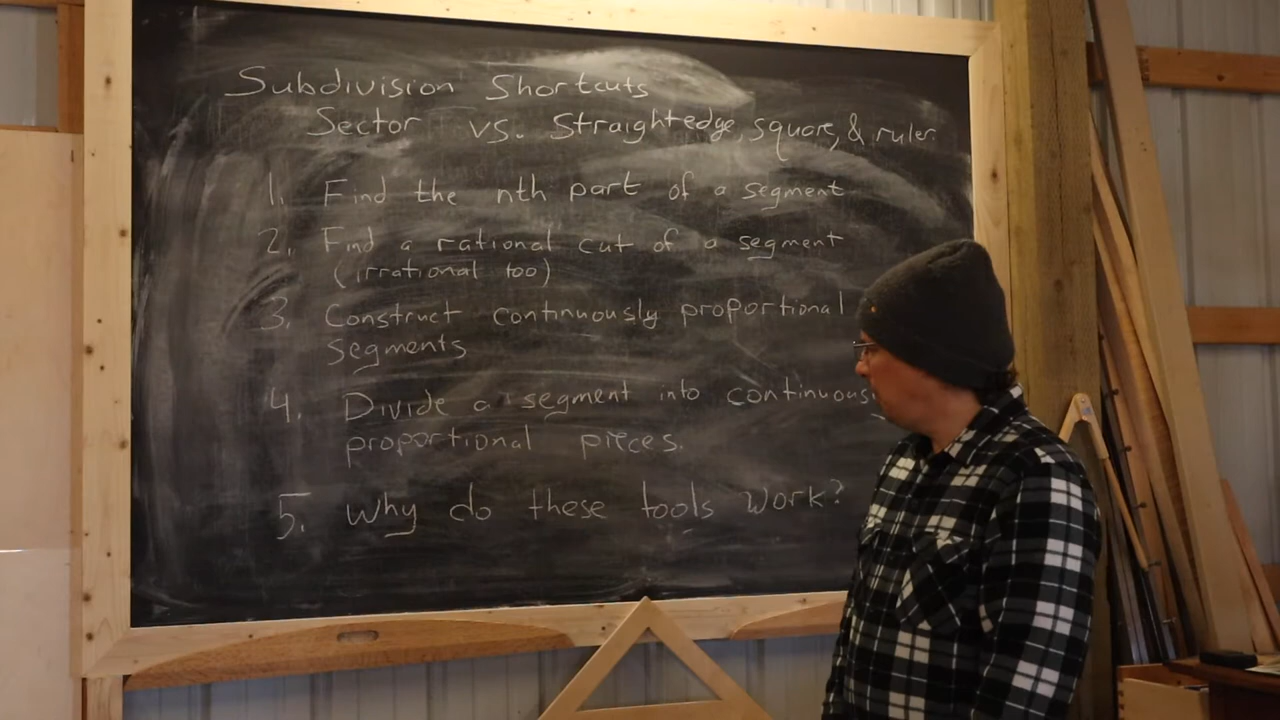 Subdivision Shortcuts
Sector vs. Straightedge, square, & ruler
1. Find the nth part of a segment
2. Find a rational cut of a segment
(irrational too)
3. Construct continuously proportional
segments
4. Divide a segment into continuous
proportional pieces.
5. Why do these tools work?